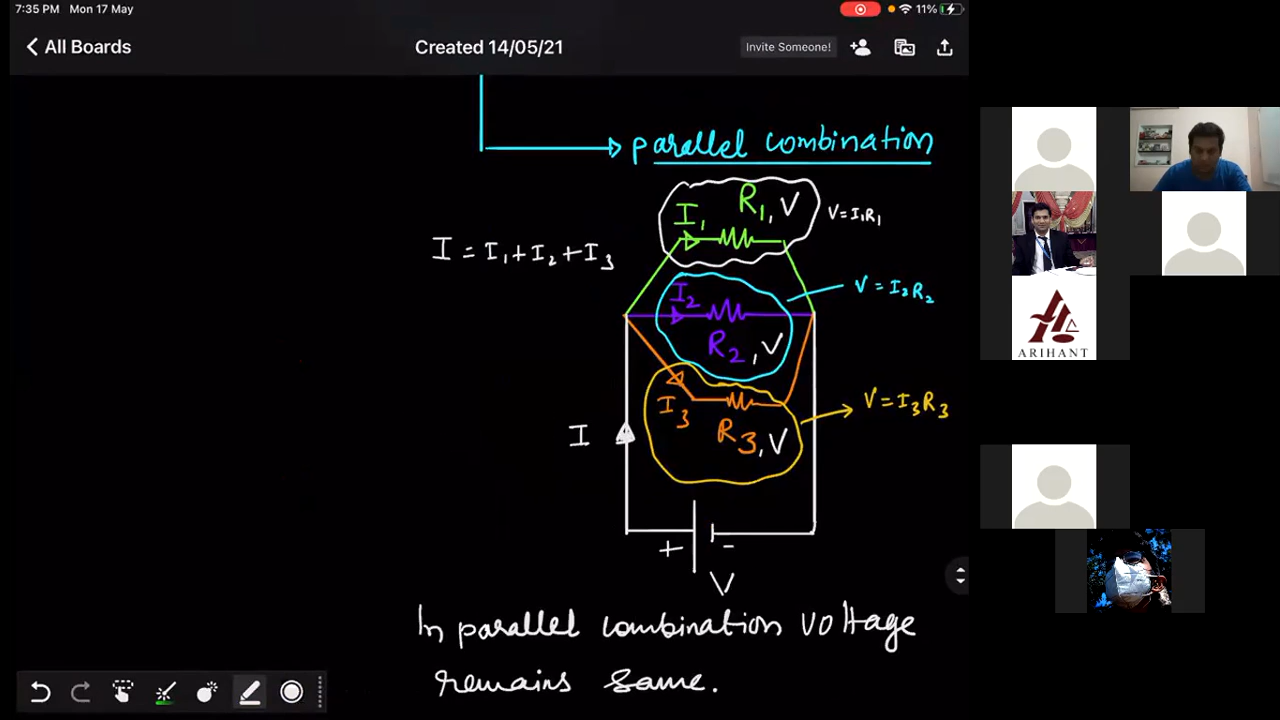 7:35 PM Mon 17 May
11%
All Boards
Created 14/05/21
Invite Someone!
parallel combination
I₁ R₁, V
V = I₁R₁
I = I₁ + I₂ + I₃
I₂
R₂, V
V = I₂R₂
I₃
R₃, V
V = I₃R₃
I
+ -
V
In parallel combination voltage
remains same.
ARIHANT